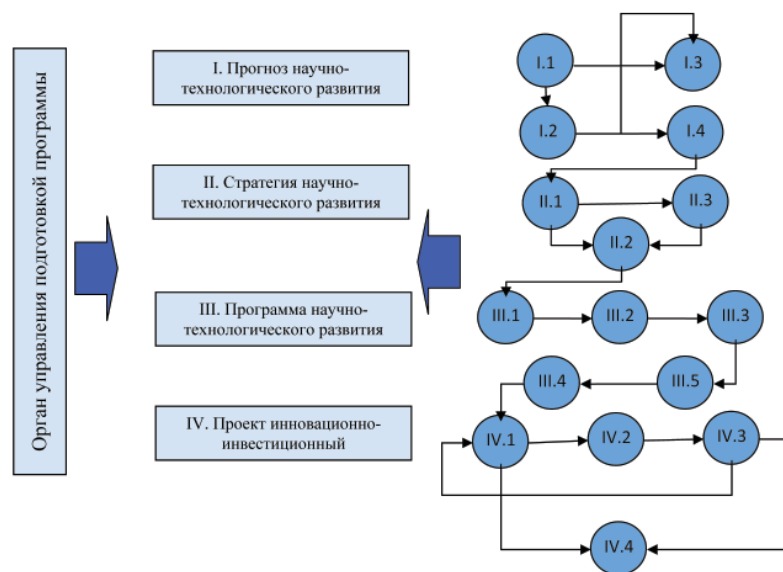 Орган управления подготовкой программы
I. Прогноз научно-
технологического развития
II. Стратегия научно-
технологического развития
III. Программа научно-
технологического развития
IV. Проект инновационно-
инвестиционный
I.1
I.3
I.2
I.4
II.1
II.3
II.2
III.1
III.2
III.3
III.4
III.5
IV.1
IV.2
IV.3
IV.4